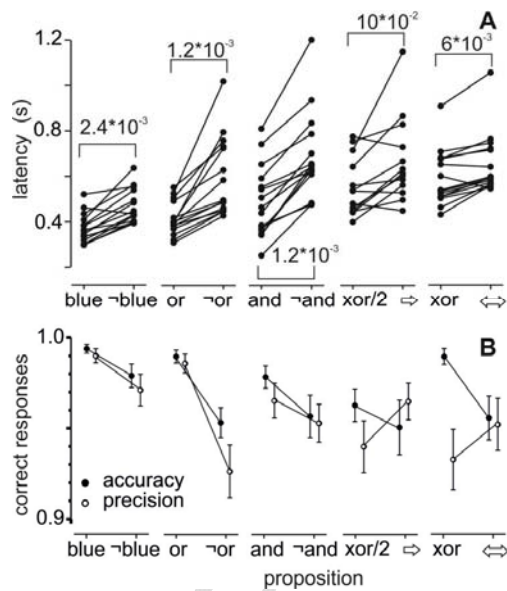 A
1.2
10*10⁻²
1.2*10⁻³
6*10⁻³
2.4*10⁻³
0.8
latency (s)
0.4
1.2*10⁻³
blue ¬blue or ¬or and ¬and xor/2 ⇨ xor ⇔
B
1.0
correct responses
accuracy
precision
0.9
blue ¬blue or ¬or and ¬and xor/2 ⇨ xor ⇔
proposition